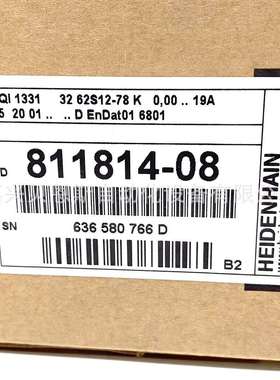 QI 1331 32 62S12-78 K 0,00 .. 19A
5 20 01 .. .. D EnDat01 6801
D 811814-08
SN 636 580 766 D
B2
HEIDENHAIN